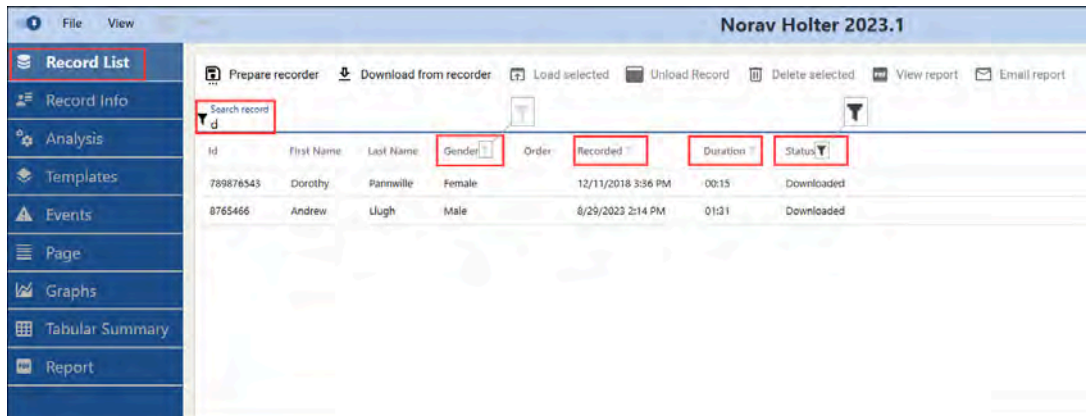 File View Norav Holter 2023.1
Record List
Record Info
Analysis
Templates
Events
Page
Graphs
Tabular Summary
Report
Prepare recorder Download from recorder Load selected Unload Record Delete selected View report Email report
Search record
d
Id First Name Last Name Gender Order Recorded Duration Status
789876543 Dorothy Pannwille Female 12/11/2018 3:36 PM 00:15 Downloaded
8765466 Andrew Llugh Male 8/29/2023 2:14 PM 01:31 Downloaded